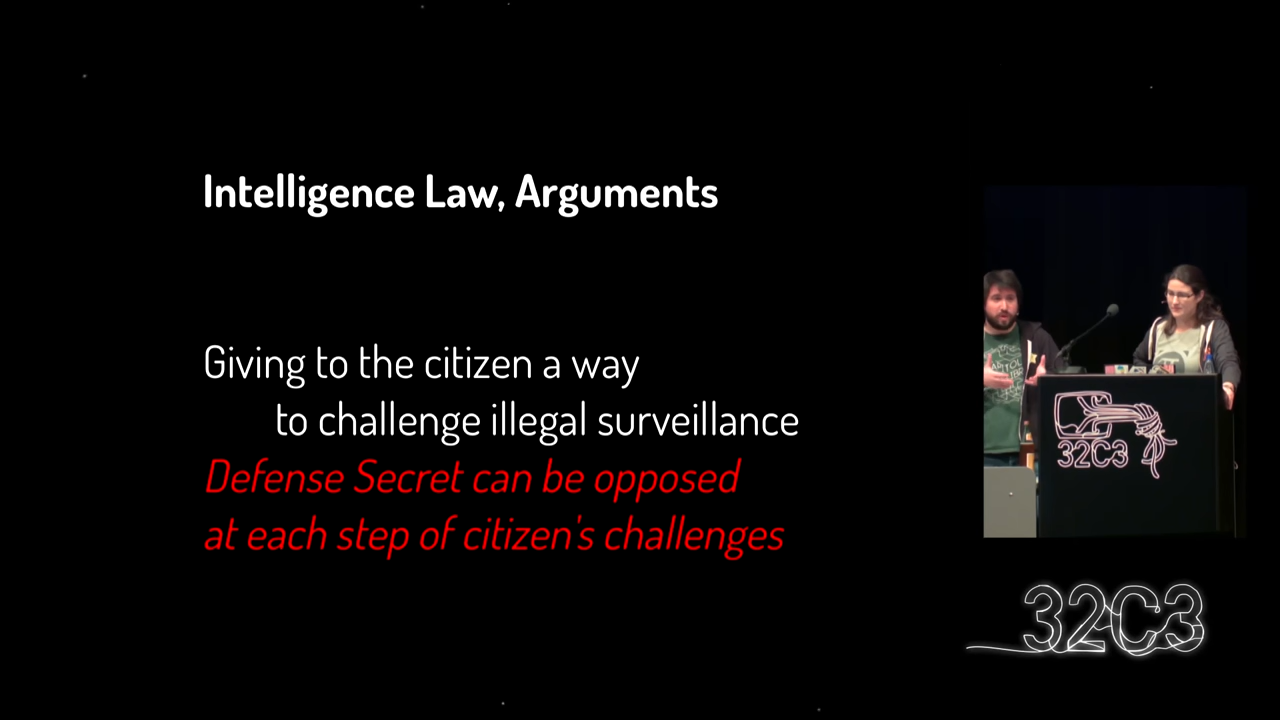 Intelligence Law, Arguments
Giving to the citizen a way
to challenge illegal surveillance
Defense Secret can be opposed
at each step of citizen's challenges
32C3
32C3